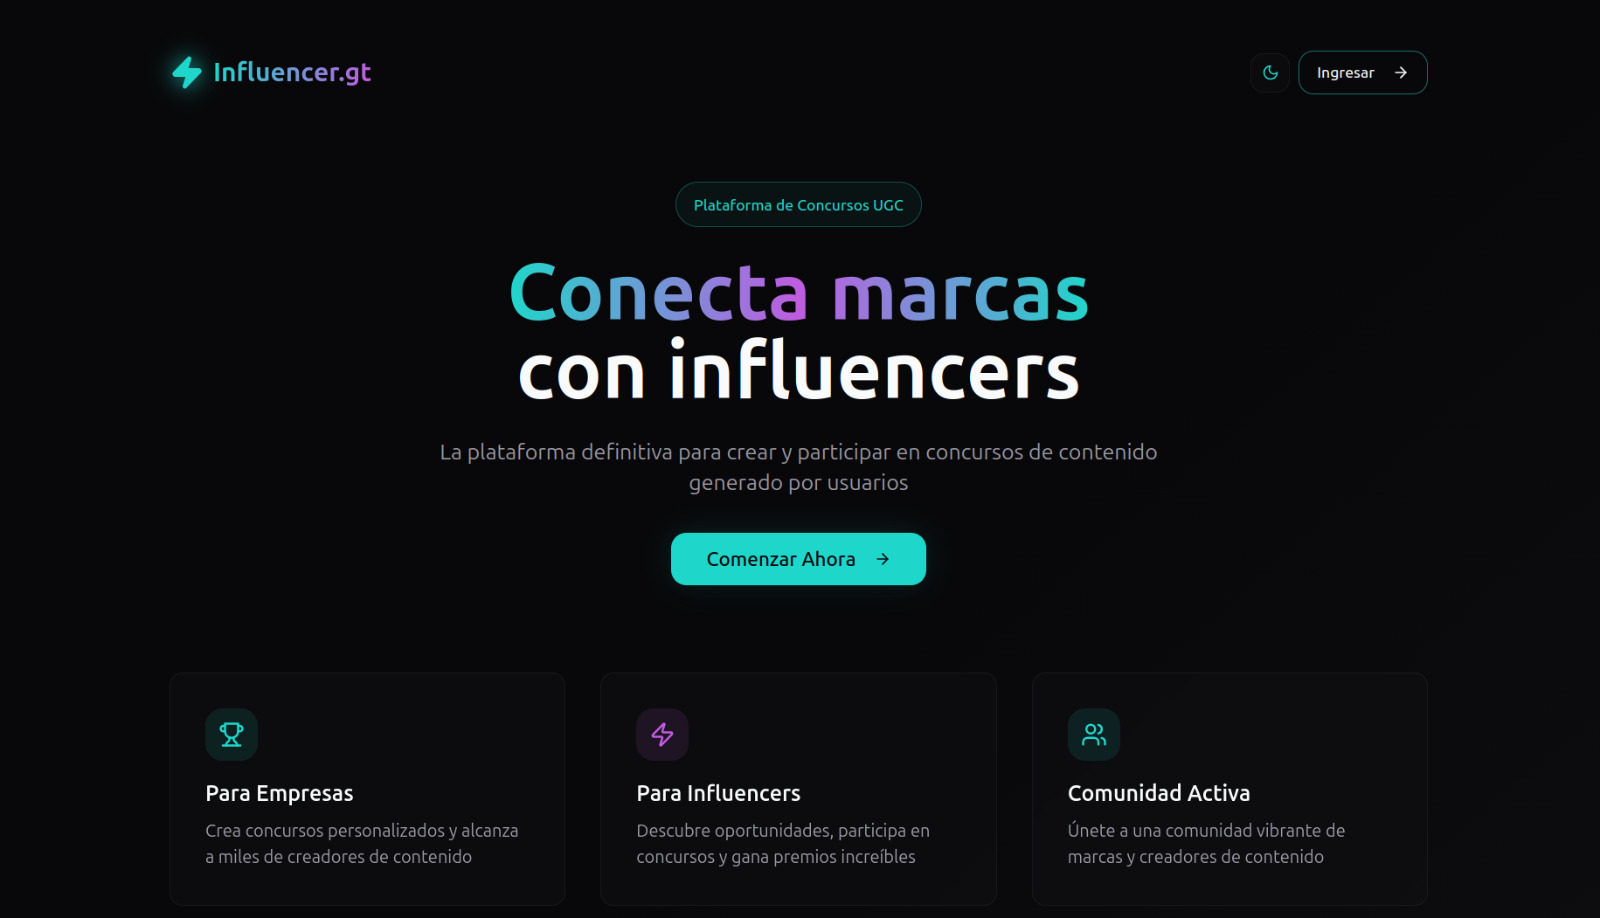 Influencer.gt
Ingresar
Plataforma de Concursos UGC
Conecta marcas
con influencers
La plataforma definitiva para crear y participar en concursos de contenido
generado por usuarios
Comenzar Ahora
Para Empresas
Crea concursos personalizados y alcanza
a miles de creadores de contenido
Para Influencers
Descubre oportunidades, participa en
concursos y gana premios increíbles
Comunidad Activa
Únete a una comunidad vibrante de
marcas y creadores de contenido